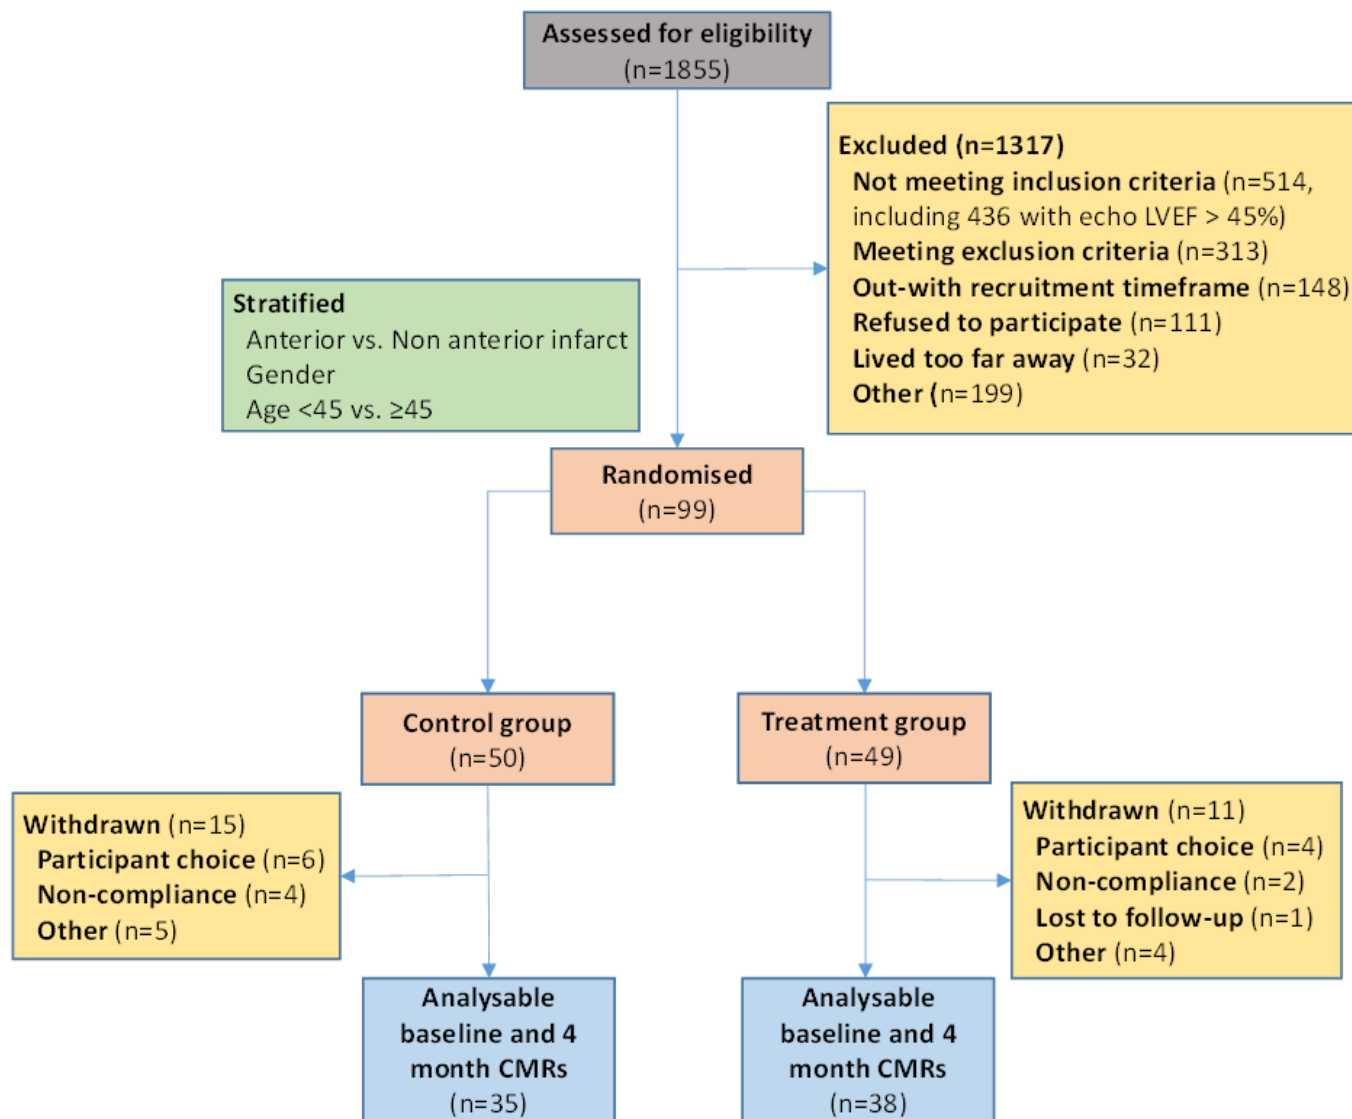 Assessed for eligibility
(n=1855)
Excluded (n=1317)
Not meeting inclusion criteria (n=514,
including 436 with echo LVEF > 45%)
Meeting exclusion criteria (n=313)
Out-with recruitment timeframe (n=148)
Refused to participate (n=111)
Lived too far away (n=32)
Other (n=199)
Stratified
Anterior vs. Non anterior infarct
Gender
Age <45 vs. ≥45
Randomised
(n=99)
Control group
(n=50)
Treatment group
(n=49)
Withdrawn (n=15)
Participant choice (n=6)
Non-compliance (n=4)
Other (n=5)
Withdrawn (n=11)
Participant choice (n=4)
Non-compliance (n=2)
Lost to follow-up (n=1)
Other (n=4)
Analysable
baseline and 4
month CMRs
(n=35)
Analysable
baseline and 4
month CMRs
(n=38)